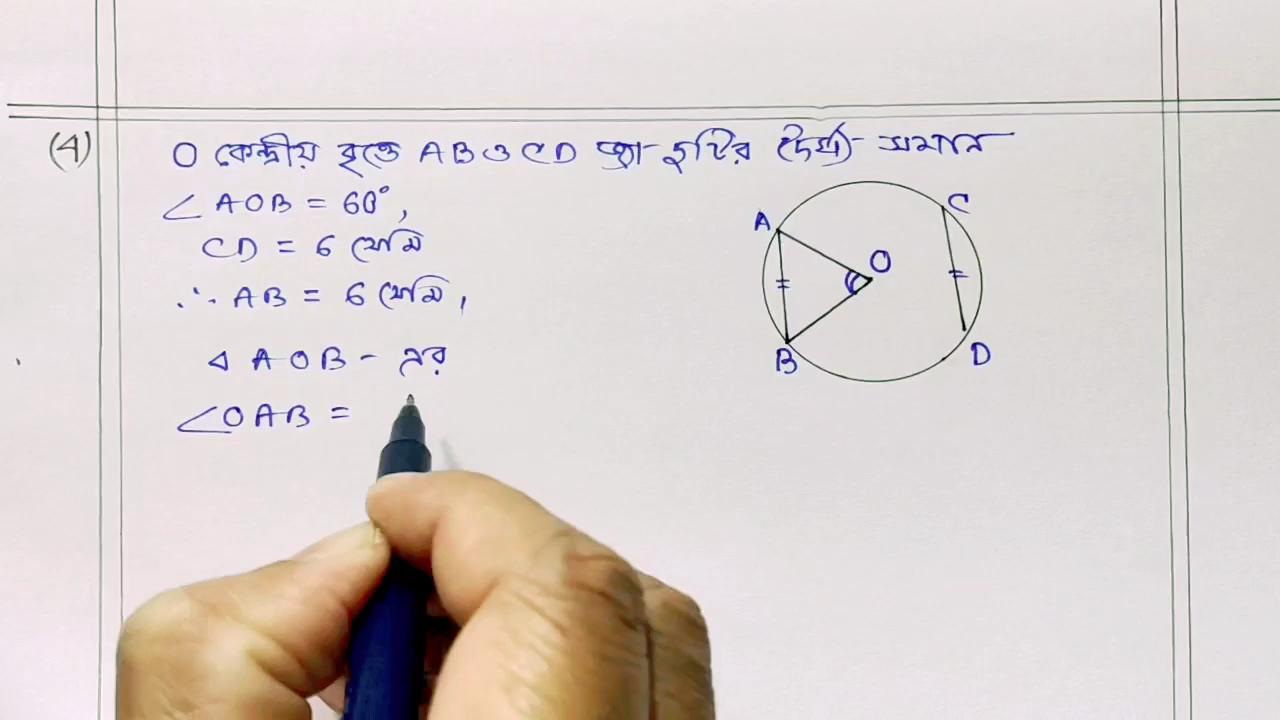 (4) O কেন্দ্রীয় বৃত্তে AB ও CD জ্যা-দুটির দৈর্ঘ্য- সমান
∠AOB = 60°,
CD = 6 সেমি
∴ AB = 6 সেমি,
△AOB- এর
∠OAB =
A
C
O
B
D